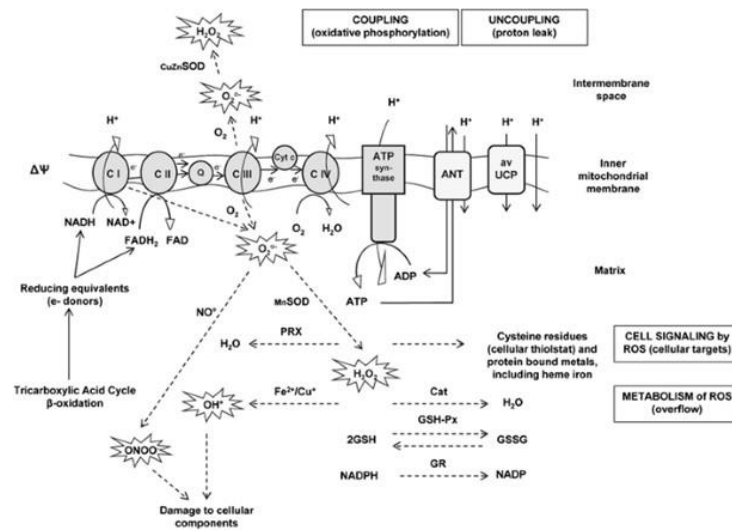 COUPLING
(oxidative phosphorylation)
UNCOUPLING
(proton leak)
H₂O₂
CuZnSOD
O₂°⁻
Intermembrane
space
O₂
H⁺
H⁺
H⁺
H⁺
H⁺
H⁺
H⁺
ΔΨ
C I
C II
Q
C III
Cyt c
C IV
e⁻
e⁻
e⁻
e⁻
e⁻
ATP
syn-
thase
ANT
av
UCP
Inner
mitochondrial
membrane
NADH
NAD+
FADH₂
FAD
O₂
O₂
H₂O
O₂°⁻
ADP
ATP
Matrix
Reducing equivalents
(e- donors)
NO°
MnSOD
H₂O
PRX
Cysteine residues
(cellular thiolstat) and
protein bound metals,
including heme iron
CELL SIGNALING by
ROS (cellular targets)
H₂O₂
Tricarboxylic Acid Cycle
β-oxidation
OH°
Fe²⁺/Cu⁺
Cat
H₂O
METABOLISM of ROS
(overflow)
GSH-Px
2GSH
GSSG
ONOO
NADPH
GR
NADP
Damage to cellular
components